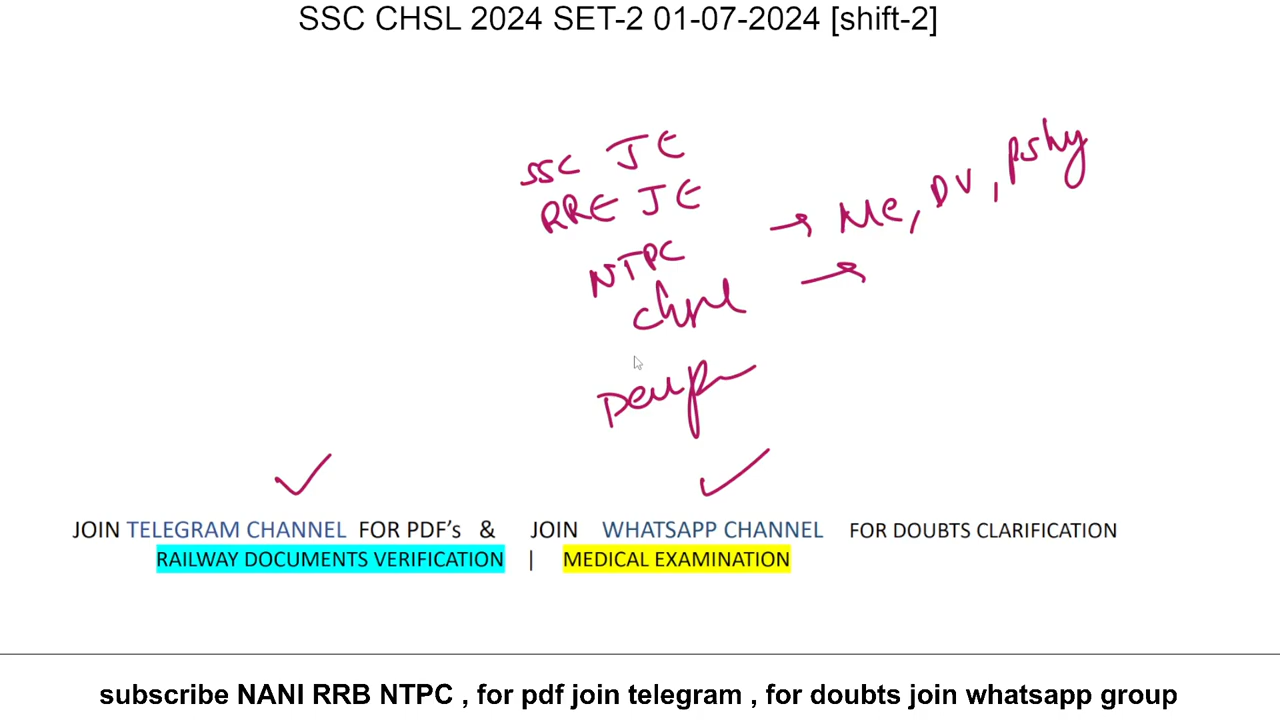 SSC CHSL 2024 SET-2 01-07-2024 [shift-2]
SSC JE
RRE JE
NTPC
→ Me, DV,
chsl →
JOIN TELEGRAM CHANNEL FOR PDF's & JOIN WHATSAPP CHANNEL FOR DOUBTS CLARIFICATION
RAILWAY DOCUMENTS VERIFICATION | MEDICAL EXAMINATION
subscribe NANI RRB NTPC , for pdf join telegram , for doubts join whatsapp group